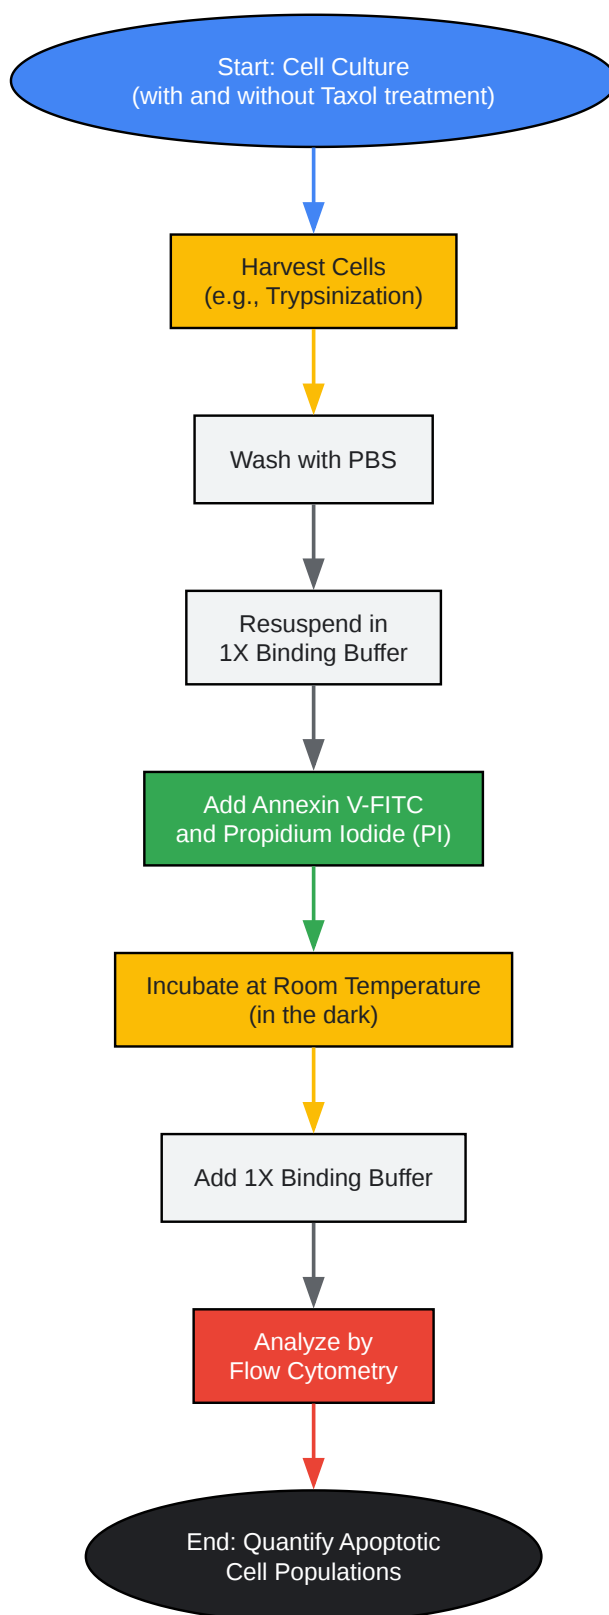 Start: Cell Culture
(with and without Taxol treatment)
Harvest Cells
(e.g., Trypsinization)
Wash with PBS
Resuspend in
1X Binding Buffer
Add Annexin V-FITC
and Propidium Iodide (PI)
Incubate at Room Temperature
(in the dark)
Add 1X Binding Buffer
Analyze by
Flow Cytometry
End: Quantify Apoptotic
Cell Populations